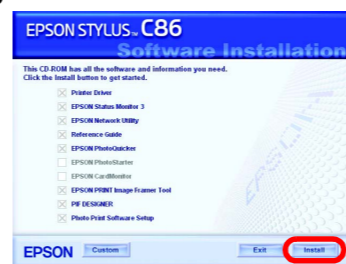 EPSON STYLUS™ C86
Software Installation
This CD-ROM has all the software and information you need.
Click the Install button to get started.
Printer Driver
EPSON Status Monitor 3
EPSON Network Utility
Reference Guide
EPSON PhotoQuicker
EPSON PhotoStarter
EPSON CardMonitor
EPSON PRINT Image Framer Tool
PIF DESIGNER
Photo Print Software Setup
EPSON
EPSON Custom Exit Install